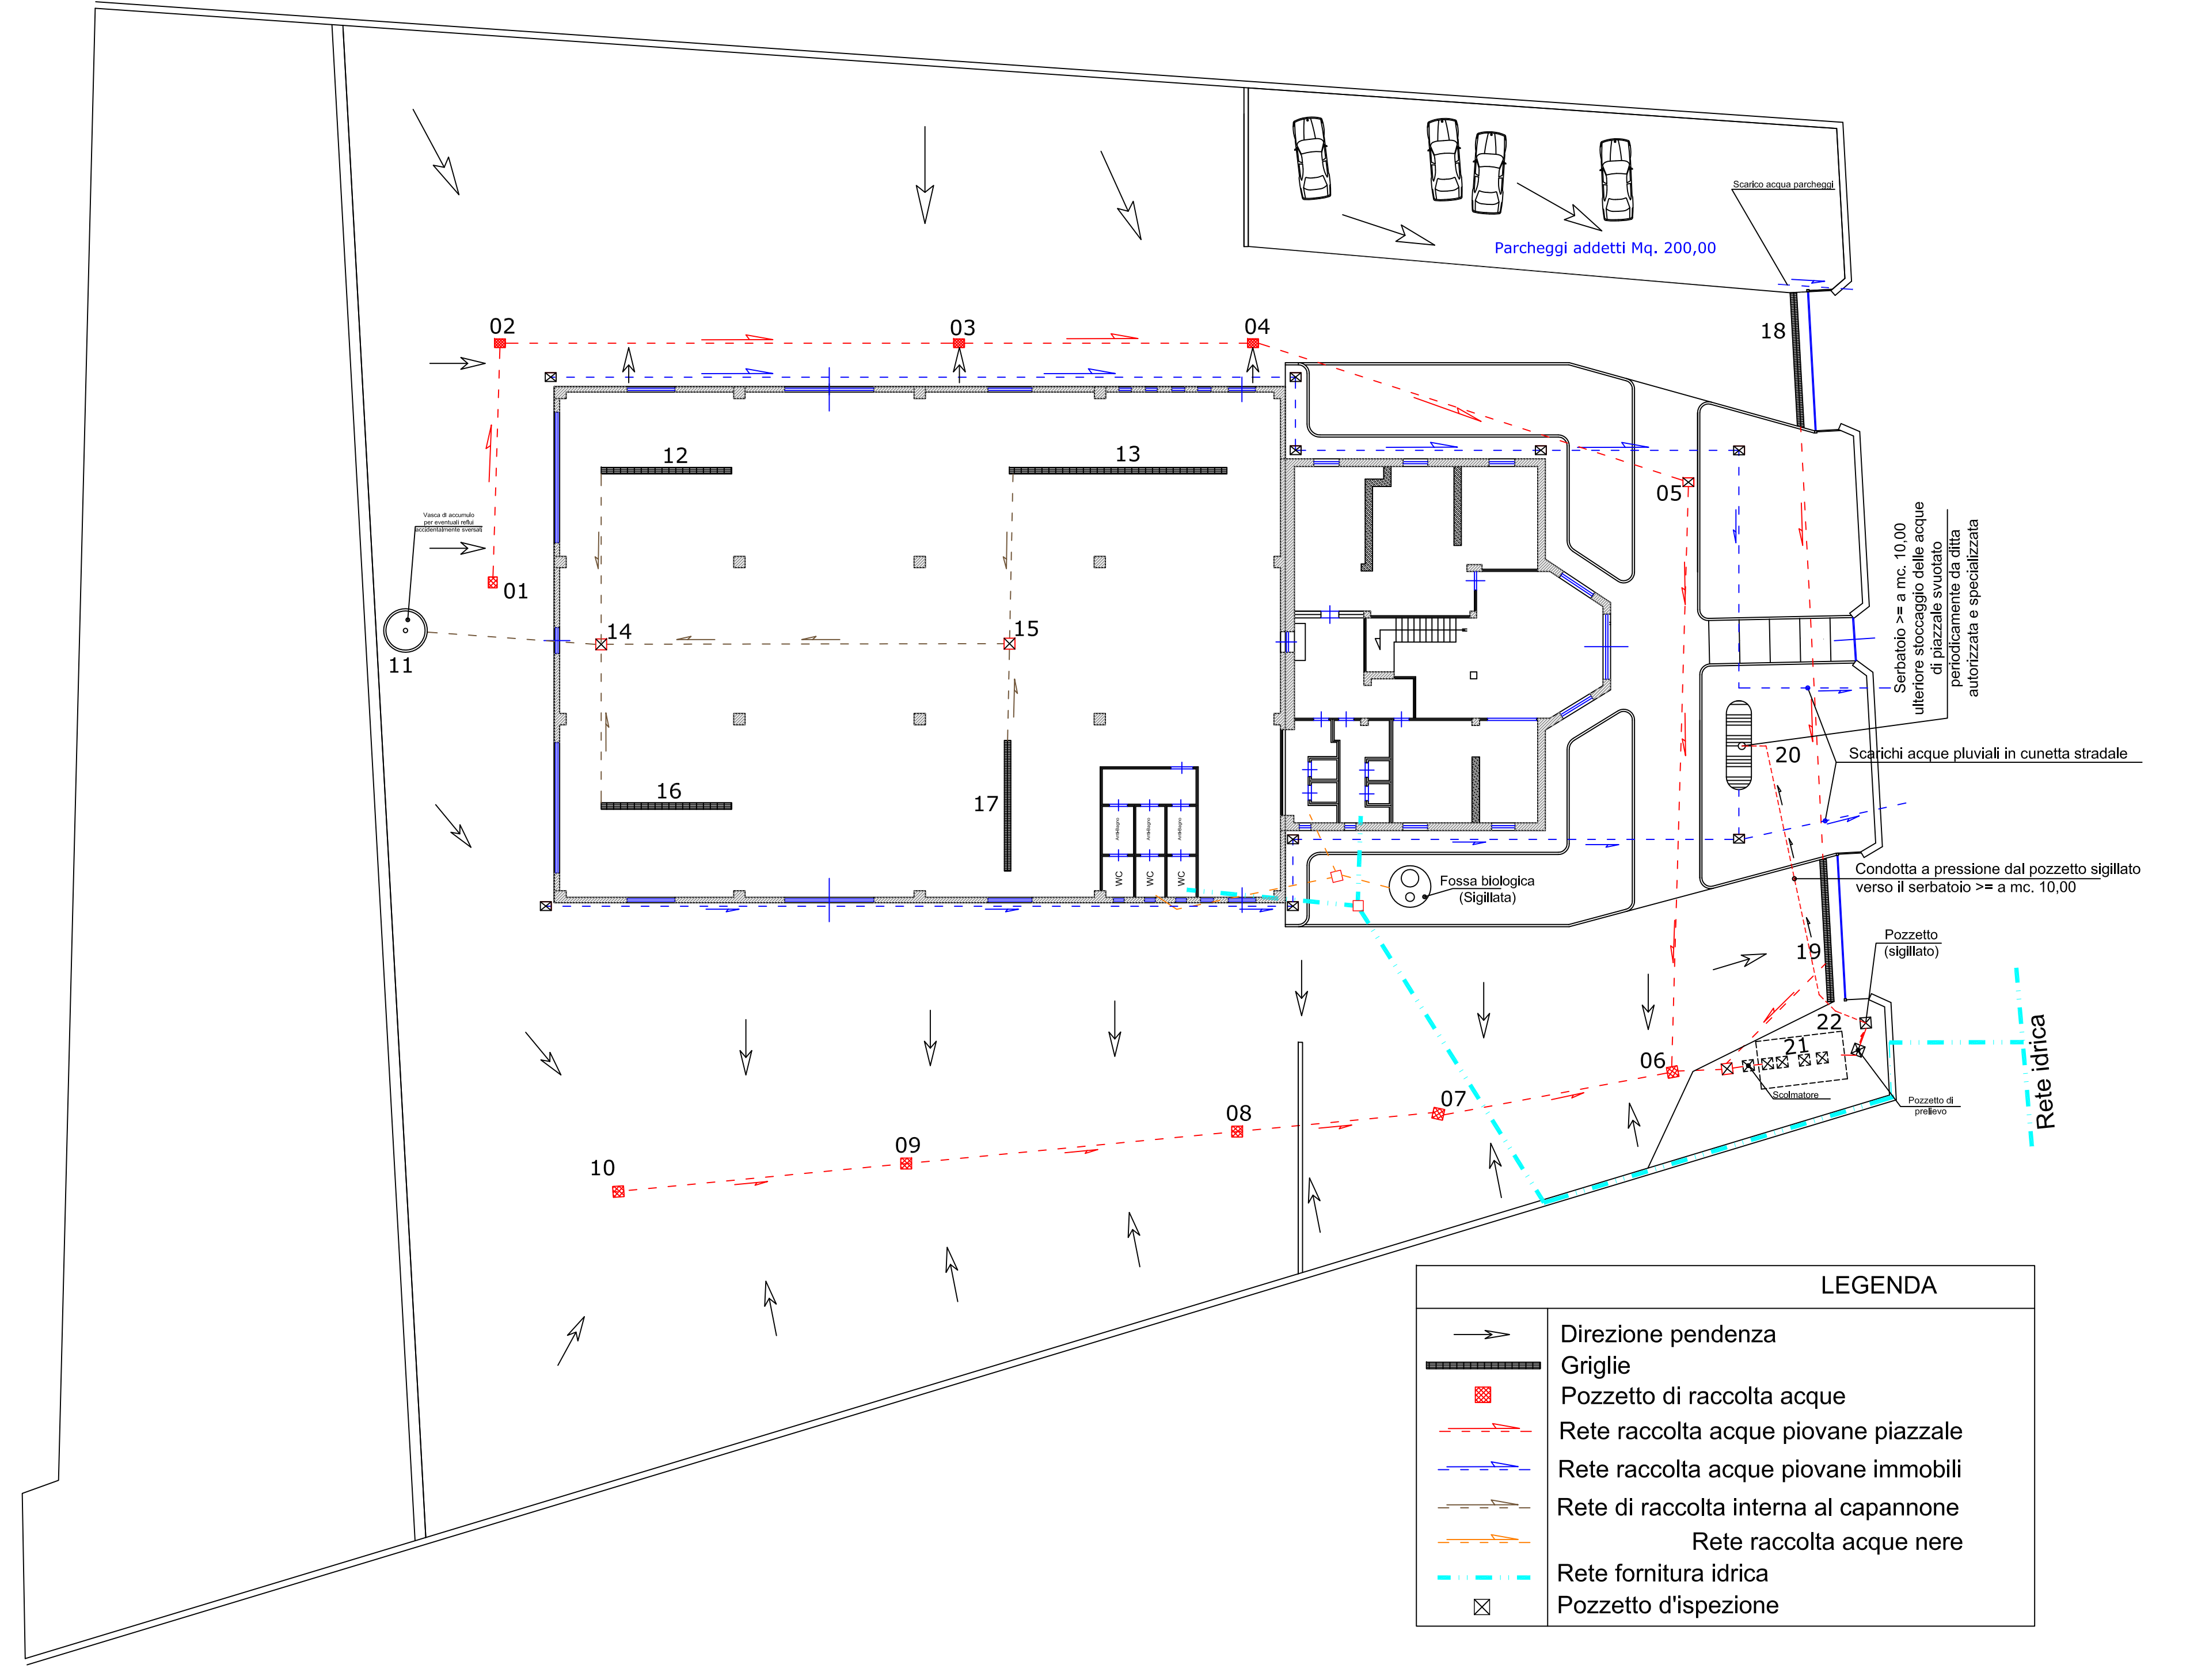 Scarico acqua parcheggi
Parcheggi addetti Mq. 200,00
02
03
04
18
12
13
05
Vasca di accumulo
per eventuali reflui
accidentalmente sversati
01
14
15
11
Serbatoio >= a mc. 10,00
ulteriore stoccaggio delle acque
di piazzale svuotato
periodicamente da ditta
autorizzata e specializzata
20
Scarichi acque pluviali in cunetta stradale
16
17
Antibagno
Antibagno
Antibagno
WC
WC
WC
Fossa biologica
(Sigillata)
Condotta a pressione dal pozzetto sigillato
verso il serbatoio >= a mc. 10,00
19
Pozzetto
(sigillato)
22
21
06
Scolmatore
Pozzetto di
prelievo
Rete idrica
07
08
09
10
LEGENDA
Direzione pendenza
Griglie
Pozzetto di raccolta acque
Rete raccolta acque piovane piazzale
Rete raccolta acque piovane immobili
Rete di raccolta interna al capannone
Rete raccolta acque nere
Rete fornitura idrica
Pozzetto d'ispezione